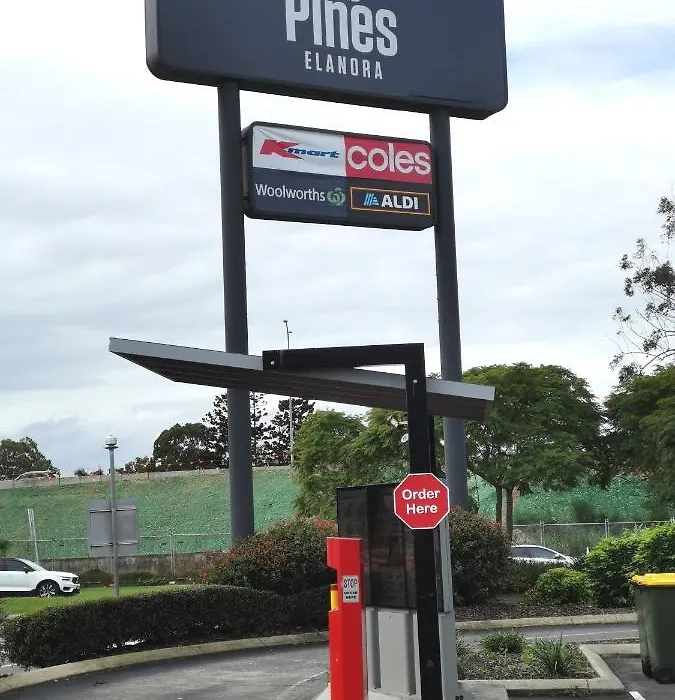 Pines
ELANORA
Kmart coles
Woolworths ALDI
Order
Here
STOP